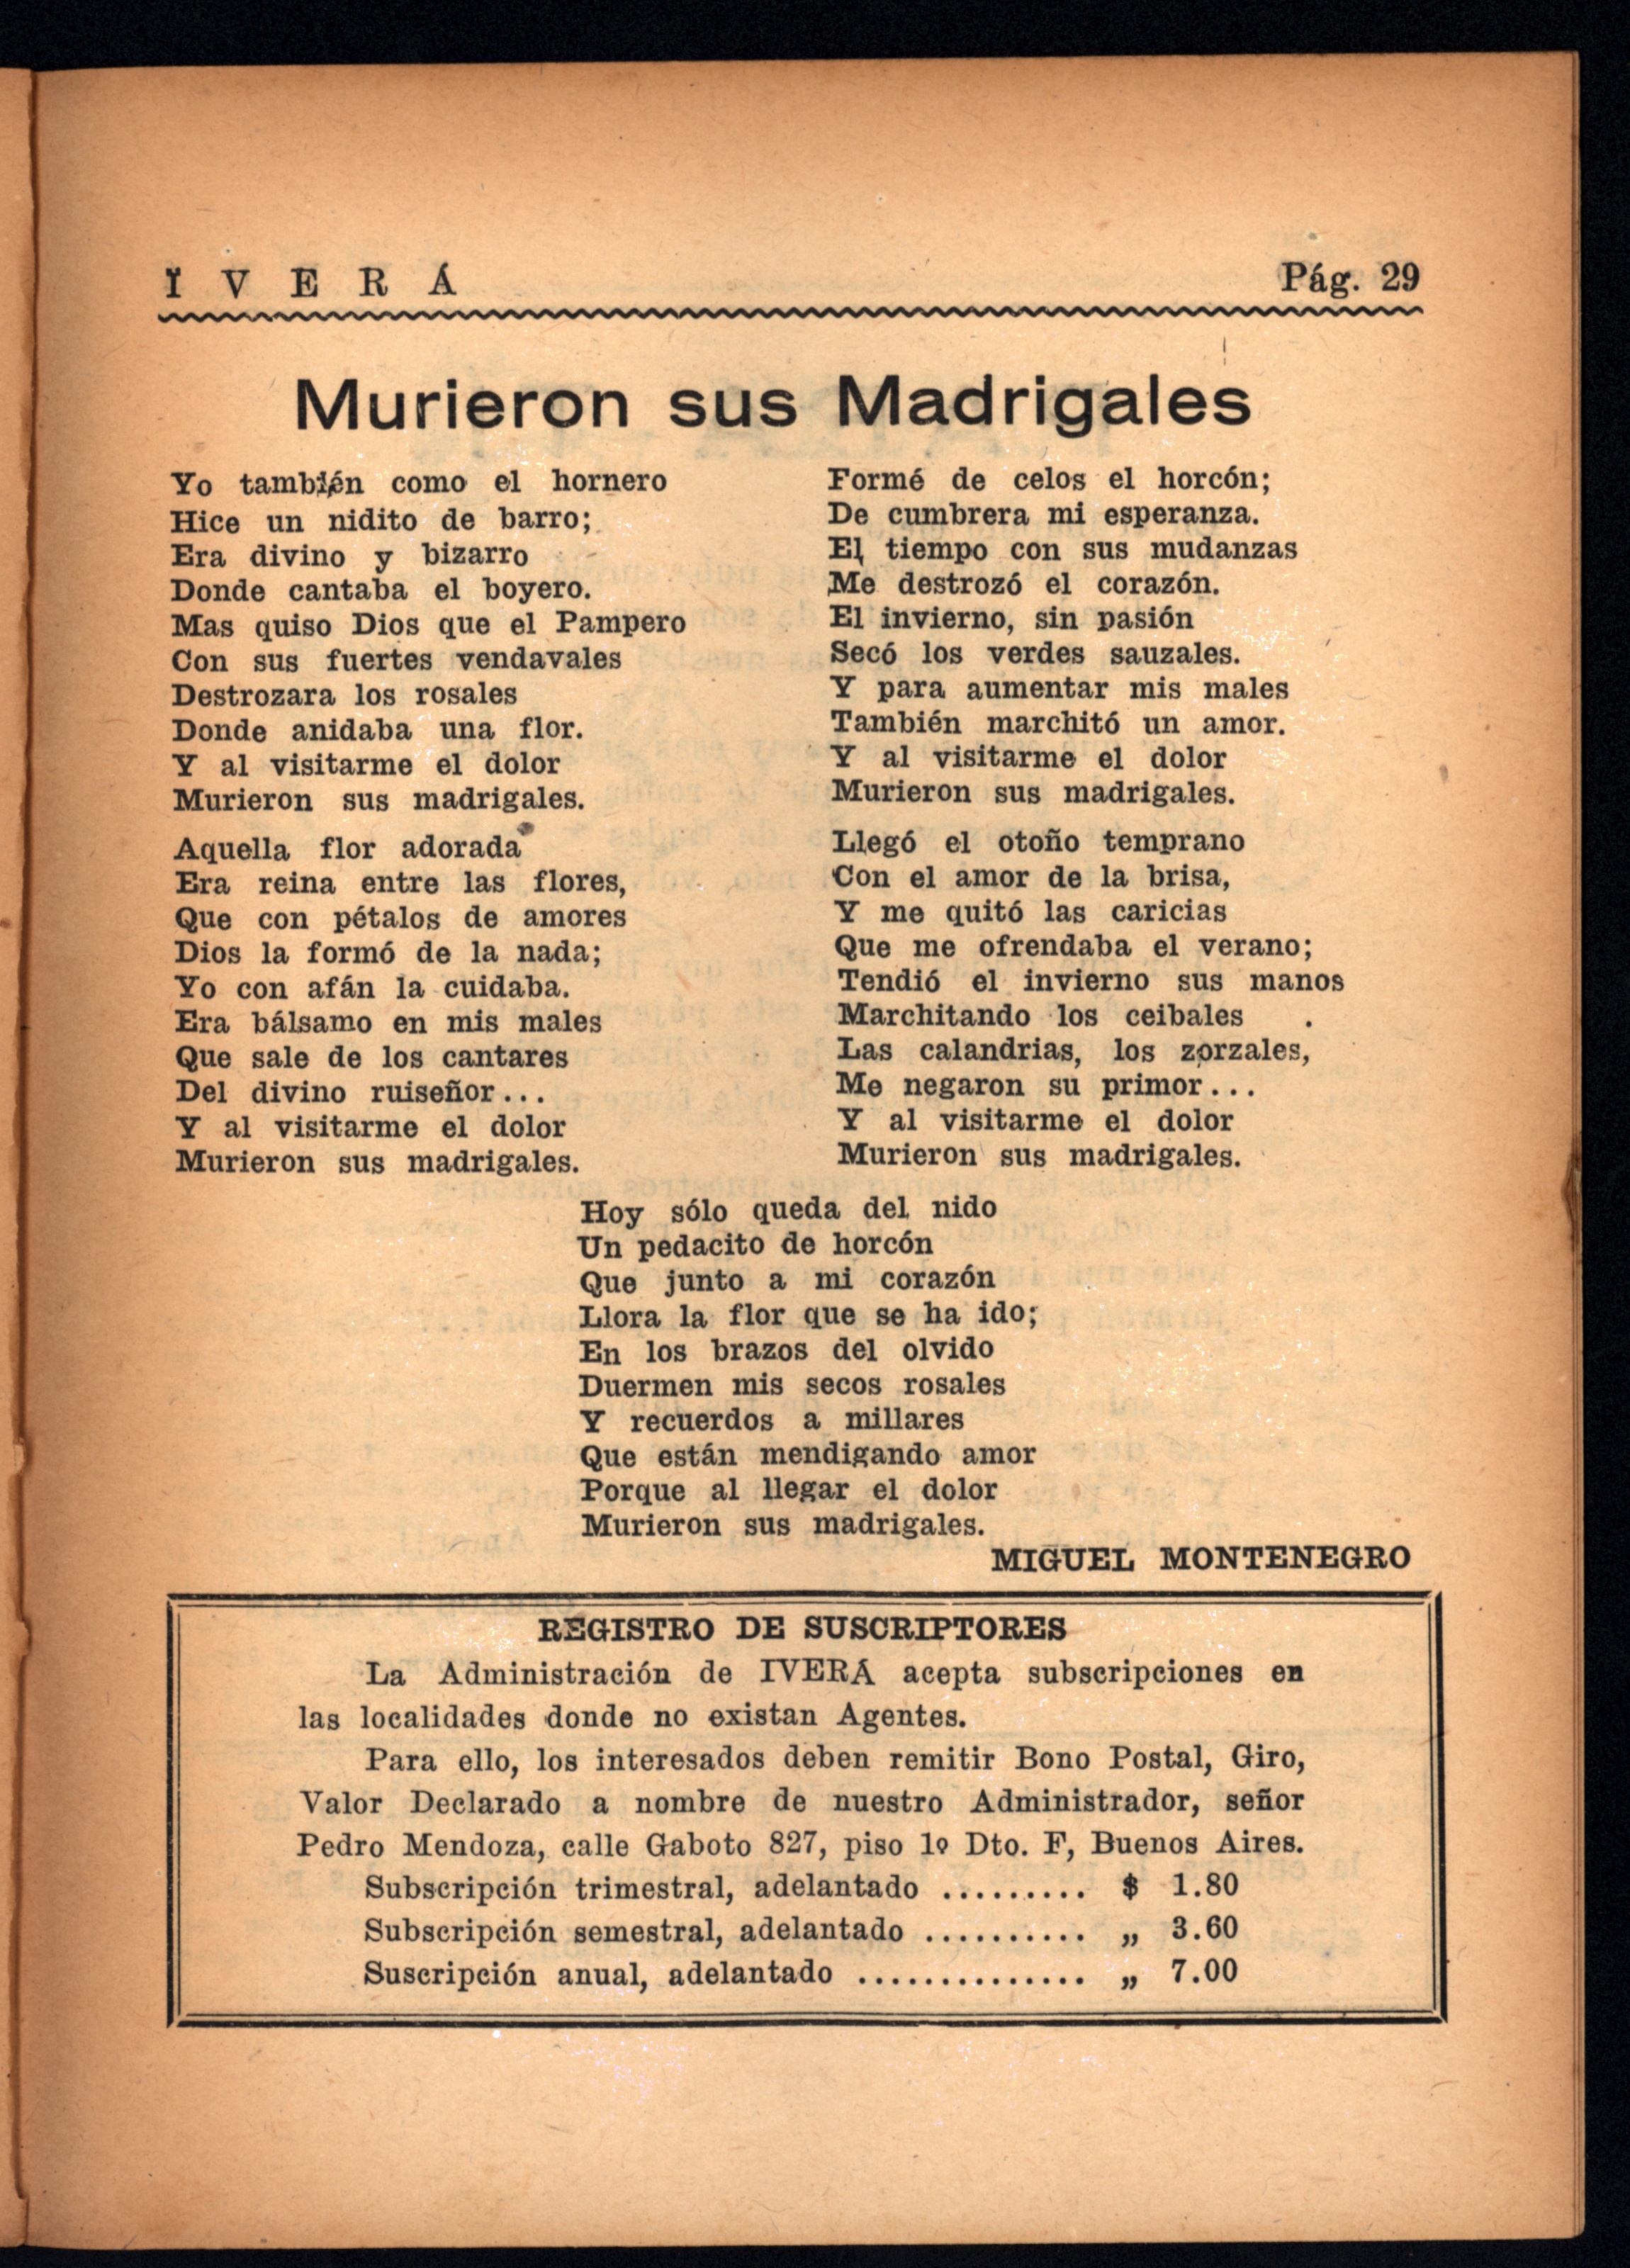 IVERÁ
Pág. 29
Murieron sus Madrigales
Yo también como el hornero
Hice un nidito de barro;
Era divino y bizarro
Donde cantaba el boyero.
Mas quiso Dios que el Pampero
Con sus fuertes vendavales
Destrozara los rosales
Donde anidaba una flor.
Y al visitarme el dolor
Murieron sus madrigales.
Aquella flor adorada
Era reina entre las flores,
Que con pétalos de amores
Dios la formó de la nada;
Yo con afán la cuidaba.
Era bálsamo en mis males
Que sale de los cantares
Del divino ruiseñor...
Y al visitarme el dolor
Murieron sus madrigales.
Formé de celos el horcón;
De cumbrera mi esperanza.
El tiempo con sus mudanzas
Me destrozó el corazón.
El invierno, sin pasión
Secó los verdes sauzales.
Y para aumentar mis males
También marchitó un amor.
Y al visitarme el dolor
Murieron sus madrigales.
Llegó el otoño temprano
Con el amor de la brisa,
Y me quitó las caricias
Que me ofrendaba el verano;
Tendió el invierno sus manos
Marchitando los ceibales .
Las calandrias, los zorzales,
Me negaron su primor...
Y al visitarme el dolor
Murieron sus madrigales.
Hoy sólo queda del nido
Un pedacito de horcón
Que junto a mi corazón
Llora la flor que se ha ido;
En los brazos del olvido
Duermen mis secos rosales
Y recuerdos a millares
Que están mendigando amor
Porque al llegar el dolor
Murieron sus madrigales.
MIGUEL MONTENEGRO
REGISTRO DE SUSCRIPTORES
La Administración de IVERÁ acepta subscripciones en
las localidades donde no existan Agentes.
Para ello, los interesados deben remitir Bono Postal, Giro,
Valor Declarado a nombre de nuestro Administrador, señor
Pedro Mendoza, calle Gaboto 827, piso 1º Dto. F, Buenos Aires.
Subscripción trimestral, adelantado ......... $ 1.80
Subscripción semestral, adelantado .......... „ 3.60
Suscripción anual, adelantado .............. „ 7.00